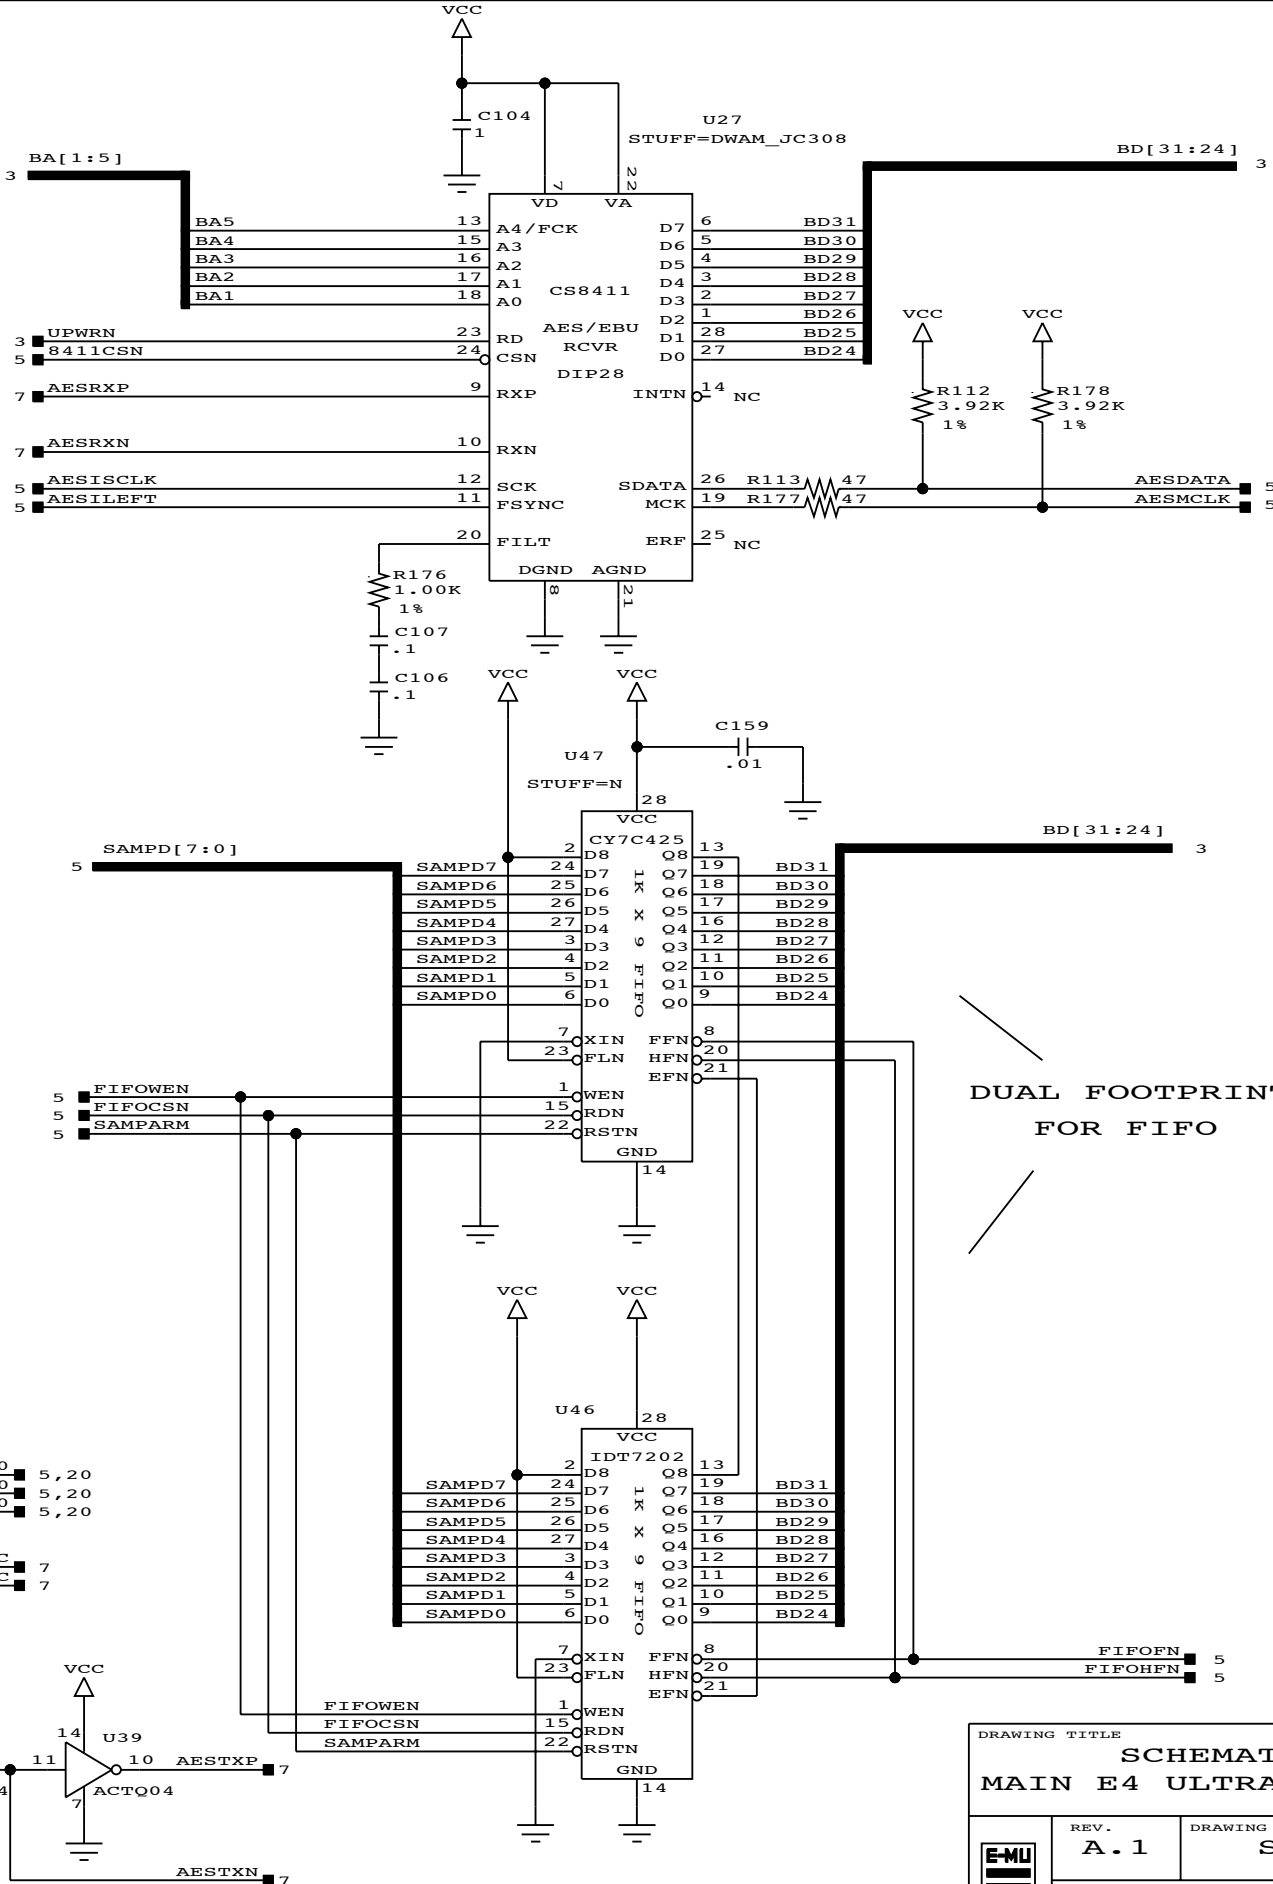 VCC
C104
1
U27
STUFF=DWAM_JC308
BA[1:5]
3
BD[31:24]
3
7
22
VD
VA
BA5 13 A4/FCK
BA4 15 A3
BA3 16 A2
BA2 17 A1
BA1 18 A0
D7 6 BD31
D6 5 BD30
D5 4 BD29
D4 3 BD28
D3 2 BD27
D2 1 BD26
D1 28 BD25
D0 27 BD24
CS8411
AES/EBU
RCVR
DIP28
3 UPWRN 23 RD
5 8411CSN 24 CSN
7 AESRXP 9 RXP
INTN 14 NC
7 AESRXN 10 RXN
5 AESISCLK 12 SCK
5 AESILEFT 11 FSYNC
20 FILT
VCC
VCC
R112
3.92K
1%
R178
3.92K
1%
SDATA 26 R113 47 AESDATA 5
MCK 19 R177 47 AESMCLK 5
ERF 25 NC
DGND AGND
8
21
R176
1.00K
1%
C107
.1
C106
.1
VCC
VCC
C159
.01
U47
STUFF=N
28
VCC
CY7C425
1K X 9 FIFO
SAMPD[7:0]
5
BD[31:24]
3
2 D8
SAMPD7 24 D7
SAMPD6 25 D6
SAMPD5 26 D5
SAMPD4 27 D4
SAMPD3 3 D3
SAMPD2 4 D2
SAMPD1 5 D1
SAMPD0 6 D0
Q8 13
Q7 19 BD31
Q6 18 BD30
Q5 17 BD29
Q4 16 BD28
Q3 12 BD27
Q2 11 BD26
Q1 10 BD25
Q0 9 BD24
7 XIN
23 FLN
FFN 8
HFN 20
EFN 21
5 FIFOWEN 1 WEN
5 FIFOCSN 15 RDN
5 SAMPARM 22 RSTN
GND
14
DUAL FOOTPRINT
FOR FIFO
VCC
VCC
U46
28
VCC
IDT7202
1K X 9 FIFO
2 D8
SAMPD7 24 D7
SAMPD6 25 D6
SAMPD5 26 D5
SAMPD4 27 D4
SAMPD3 3 D3
SAMPD2 4 D2
SAMPD1 5 D1
SAMPD0 6 D0
Q8 13
Q7 19 BD31
Q6 18 BD30
Q5 17 BD29
Q4 16 BD28
Q3 12 BD27
Q2 11 BD26
Q1 10 BD25
Q0 9 BD24
7 XIN
23 FLN
FFN 8
HFN 20
EFN 21
FIFOFN 5
FIFOHFN 5
FIFOWEN 1 WEN
FIFOCSN 15 RDN
SAMPARM 22 RSTN
GND
14
0 5,20
0 5,20
0 5,20
C 7
C 7
VCC
14
U39
11
10 AESTXP 7
ACTQ04
7
4
AESTXN 7
DRAWING TITLE
SCHEMAT
MAIN E4 ULTRA
REV.
A.1
DRAWING
S
E-MU